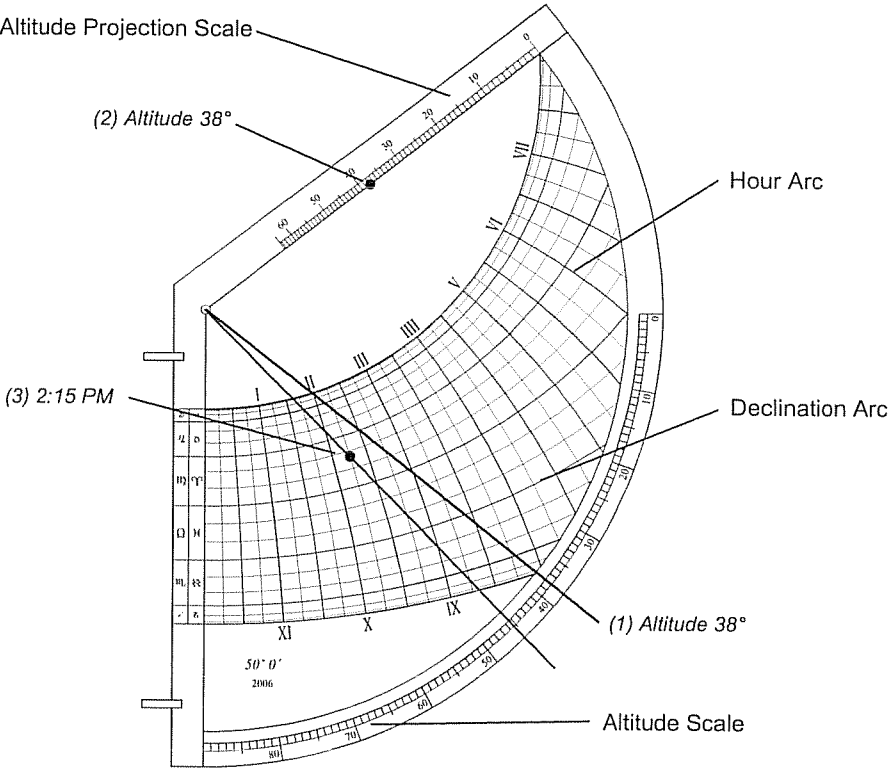 Altitude Projection Scale
(2) Altitude 38°
0
10
20
30
50
60
Hour Arc
VII
VI
V
IIII
III
II
I
(3) 2:15 PM
Declination Arc
0
10
20
30
40
50
60
70
80
♈
♍
♓
♒
XI
X
IX
(1) Altitude 38°
50° 0′
2006
Altitude Scale